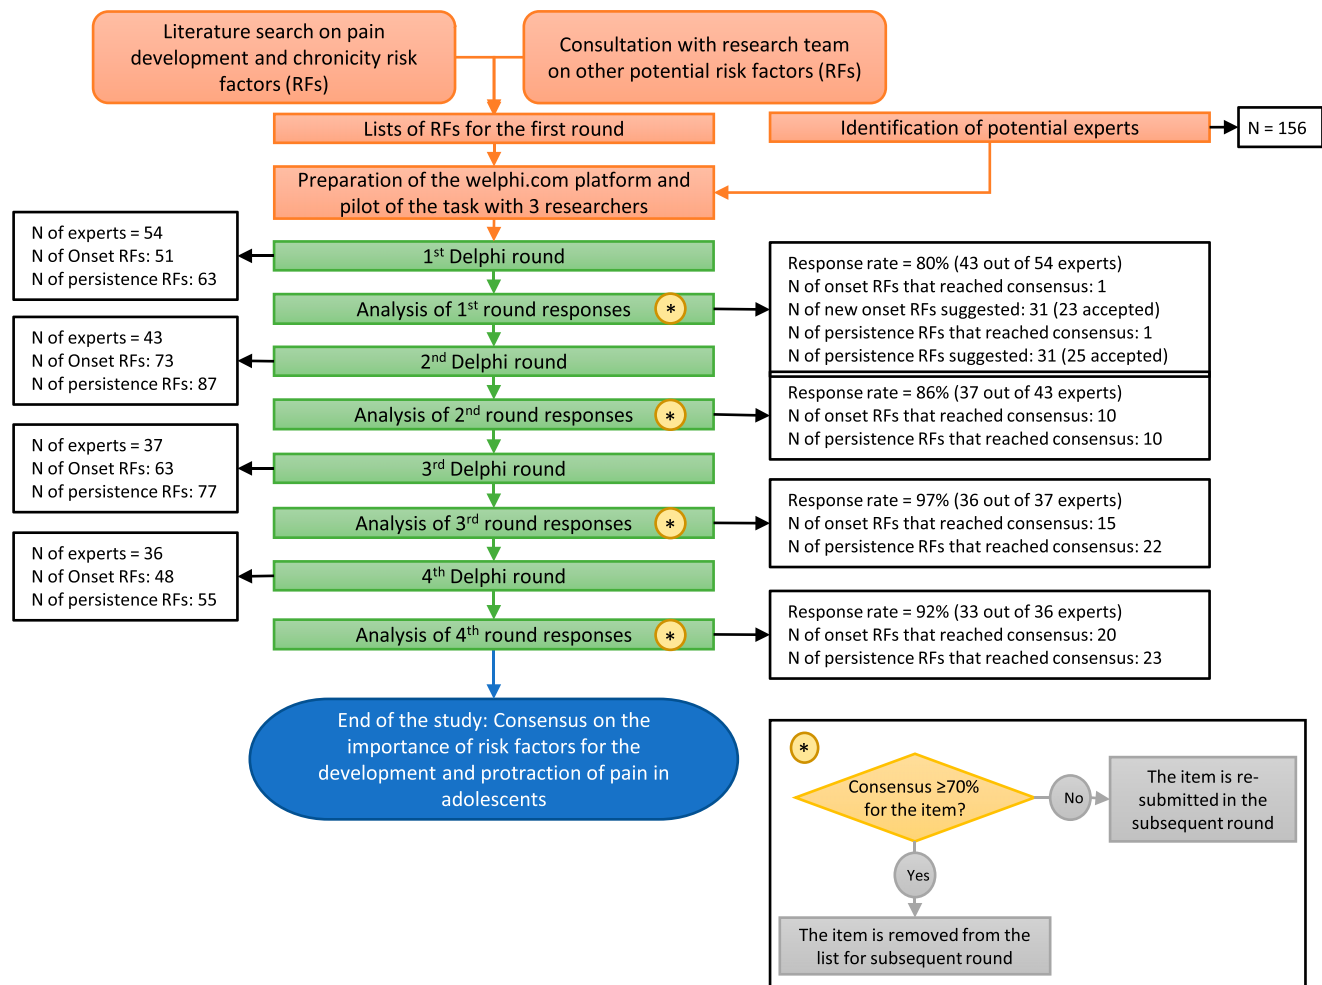 Literature search on pain
development and chronicity risk
factors (RFs)
Consultation with research team
on other potential risk factors (RFs)
Lists of RFs for the first round
Identification of potential experts
N = 156
Preparation of the welphi.com platform and
pilot of the task with 3 researchers
N of experts = 54
N of Onset RFs: 51
N of persistence RFs: 63
1st Delphi round
Analysis of 1st round responses
*
Response rate = 80% (43 out of 54 experts)
N of onset RFs that reached consensus: 1
N of new onset RFs suggested: 31 (23 accepted)
N of persistence RFs that reached consensus: 1
N of persistence RFs suggested: 31 (25 accepted)
N of experts = 43
N of Onset RFs: 73
N of persistence RFs: 87
2nd Delphi round
Analysis of 2nd round responses
*
Response rate = 86% (37 out of 43 experts)
N of onset RFs that reached consensus: 10
N of persistence RFs that reached consensus: 10
N of experts = 37
N of Onset RFs: 63
N of persistence RFs: 77
3rd Delphi round
Analysis of 3rd round responses
*
Response rate = 97% (36 out of 37 experts)
N of onset RFs that reached consensus: 15
N of persistence RFs that reached consensus: 22
N of experts = 36
N of Onset RFs: 48
N of persistence RFs: 55
4th Delphi round
Analysis of 4th round responses
*
Response rate = 92% (33 out of 36 experts)
N of onset RFs that reached consensus: 20
N of persistence RFs that reached consensus: 23
End of the study: Consensus on the
importance of risk factors for the
development and protraction of pain in
adolescents
*
Consensus ≥70%
for the item?
No
The item is re-
submitted in the
subsequent round
Yes
The item is removed from the
list for subsequent round